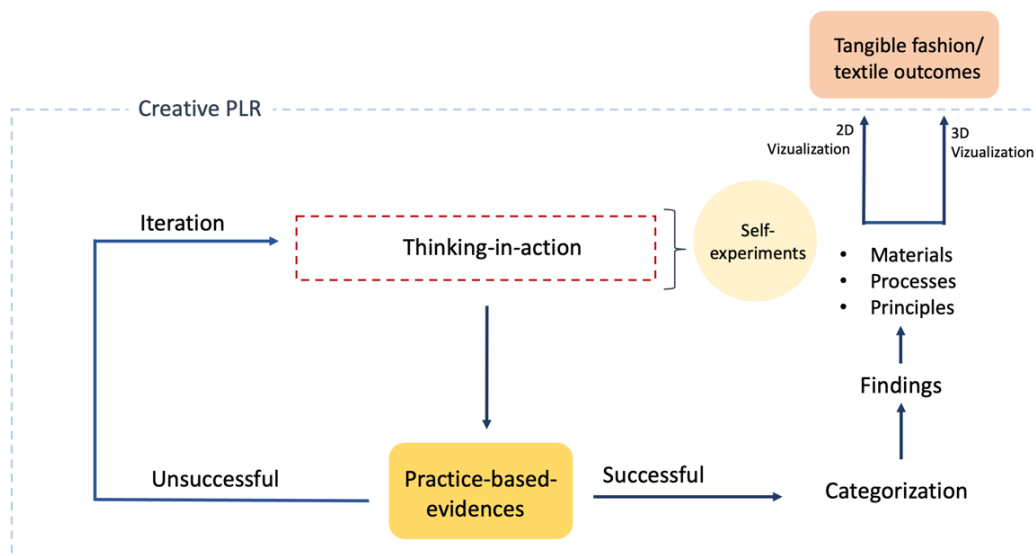 Tangible fashion/
textile outcomes
Creative PLR
2D
Vizualization
3D
Vizualization
Iteration
Thinking-in-action
Self-
experiments
• Materials
• Processes
• Principles
Findings
Unsuccessful
Practice-based-
evidences
Successful
Categorization